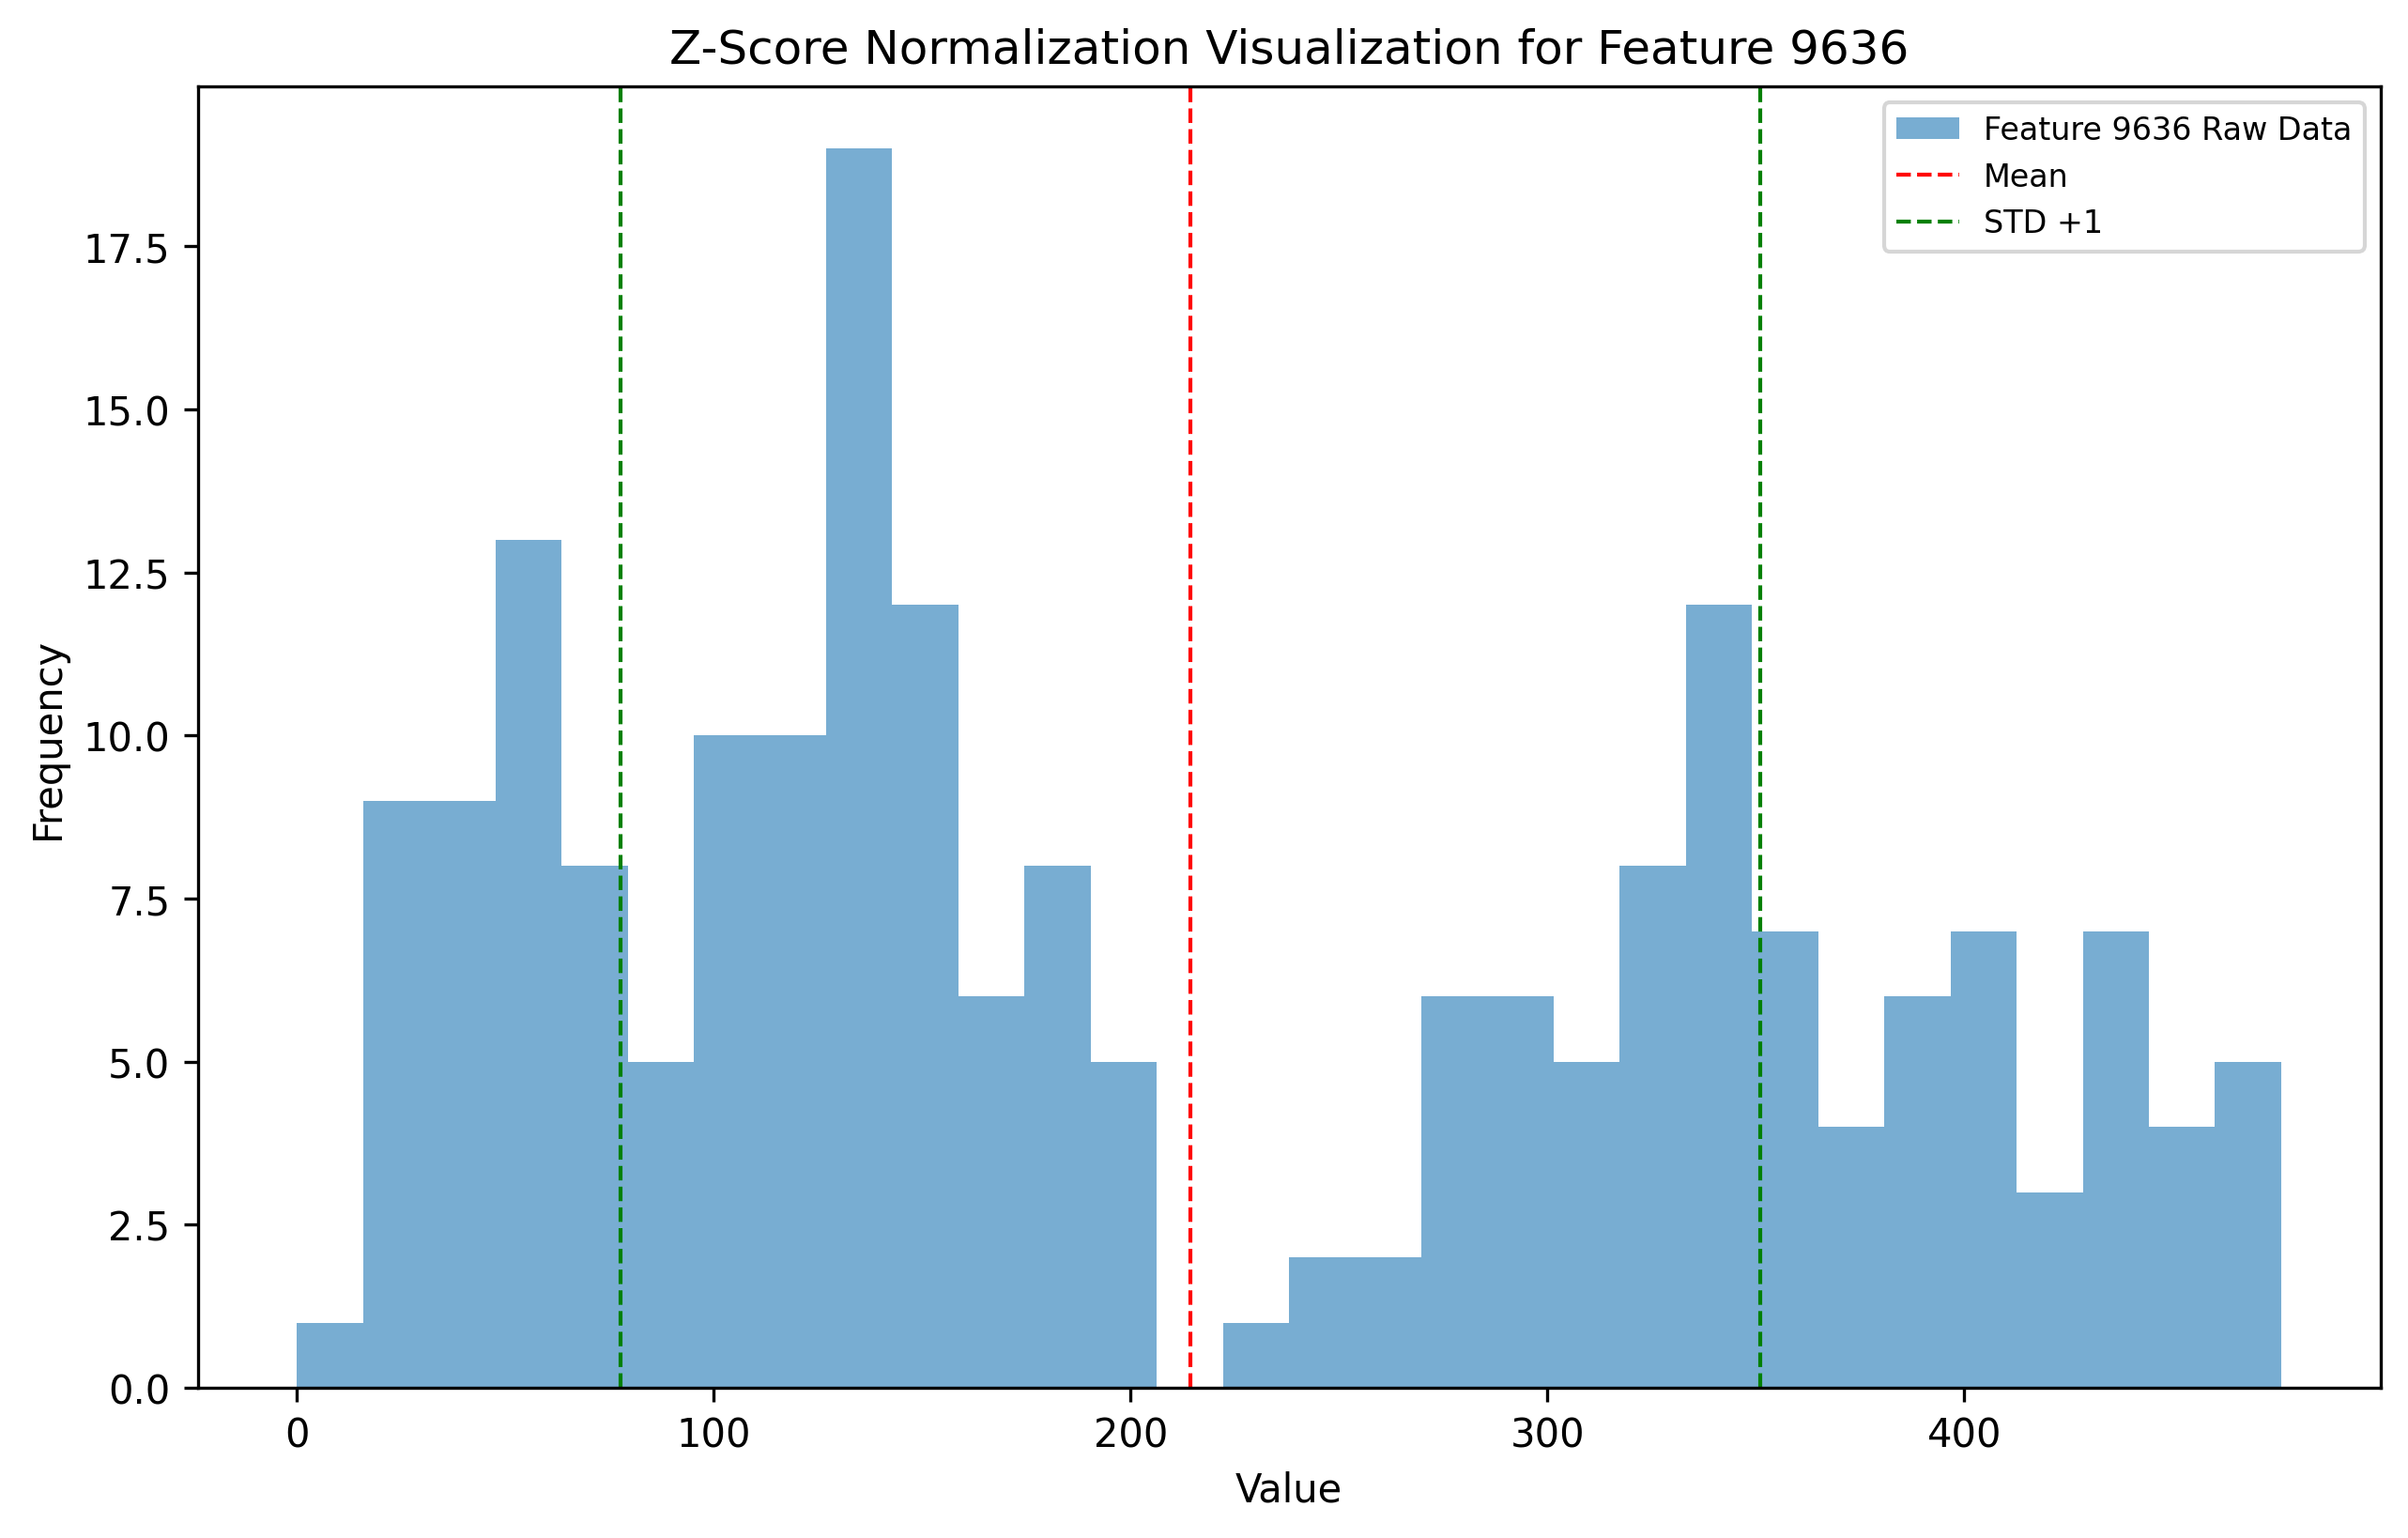 Z-Score Normalization Visualization for Feature 9636
Feature 9636 Raw Data
Mean
STD +1
17.5
15.0
12.5
10.0
7.5
5.0
2.5
0.0
Frequency
0 100 200 300 400
Value